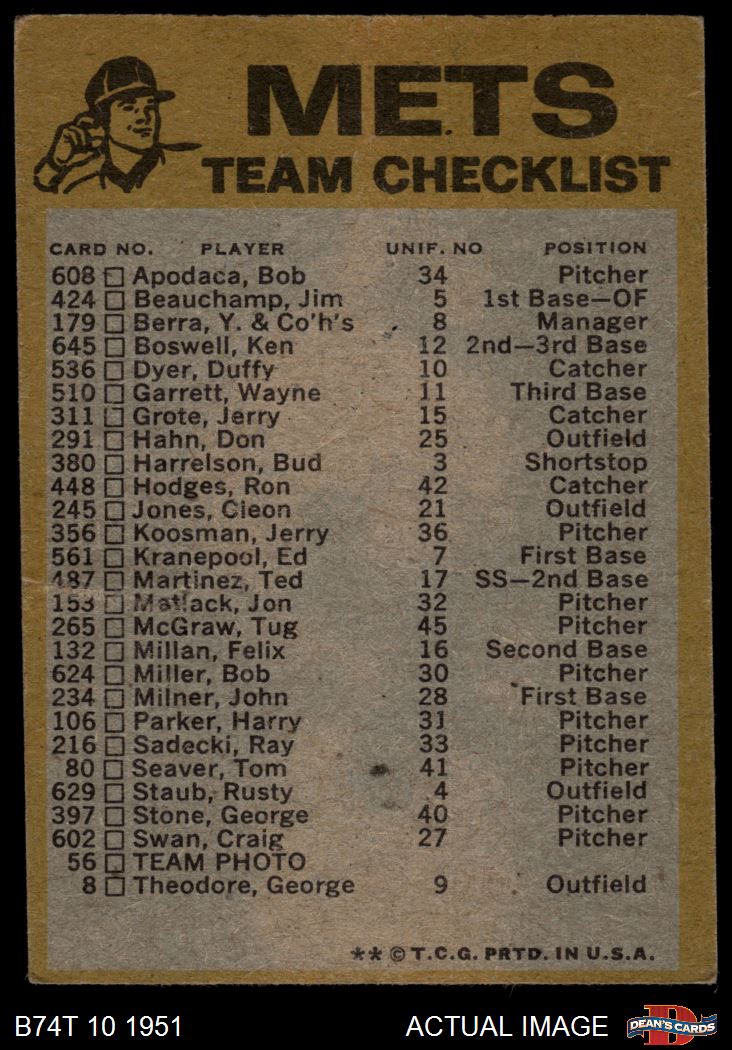 METS
TEAM CHECKLIST
CARD NO. PLAYER UNIF. NO POSITION
608 Apodaca, Bob 34 Pitcher
424 Beauchamp, Jim 5 1st Base—OF
179 Berra, Y. & Co'h's 8 Manager
645 Boswell, Ken 12 2nd—3rd Base
536 Dyer, Duffy 10 Catcher
510 Garrett, Wayne 11 Third Base
311 Grote, Jerry 15 Catcher
291 Hahn, Don 25 Outfield
380 Harrelson, Bud 3 Shortstop
448 Hodges, Ron 42 Catcher
245 Jones, Cleon 21 Outfield
356 Koosman, Jerry 36 Pitcher
561 Kranepool, Ed 7 First Base
487 Martinez, Ted 17 SS—2nd Base
153 Matlack, Jon 32 Pitcher
265 McGraw, Tug 45 Pitcher
132 Millan, Felix 16 Second Base
624 Miller, Bob 30 Pitcher
234 Milner, John 28 First Base
106 Parker, Harry 31 Pitcher
216 Sadecki, Ray 33 Pitcher
80 Seaver, Tom 41 Pitcher
629 Staub, Rusty 4 Outfield
397 Stone, George 40 Pitcher
602 Swan, Craig 27 Pitcher
56 TEAM PHOTO
8 Theodore, George 9 Outfield
** © T.C.G. PRTD. IN U.S.A.
B74T 10 1951 ACTUAL IMAGE DEAN'S CARDS